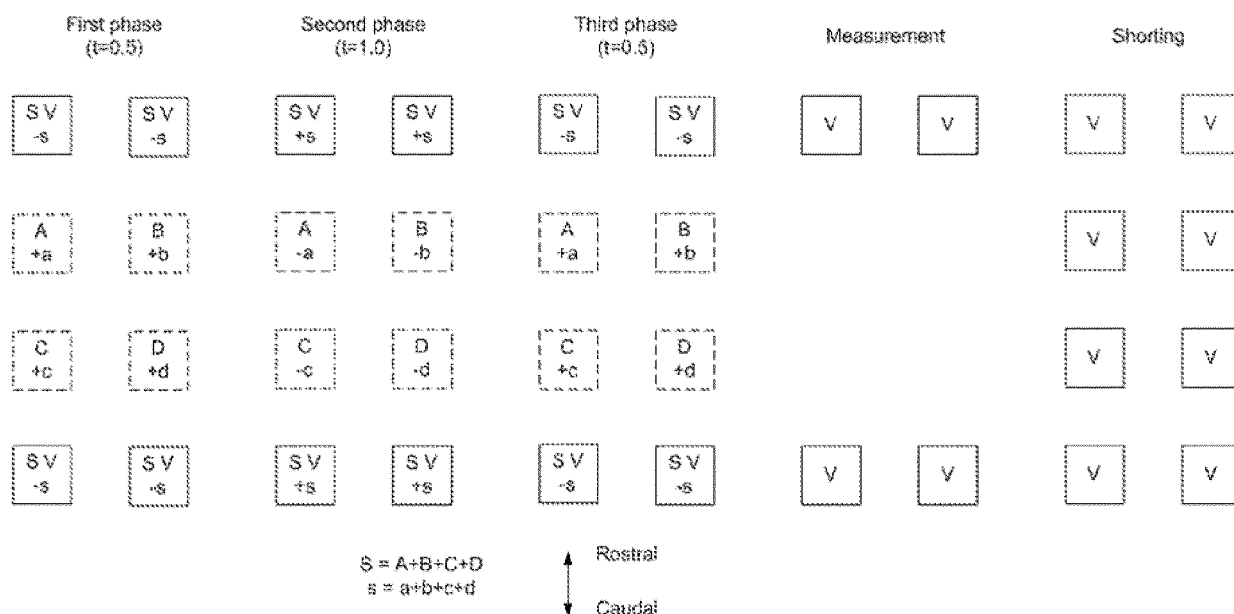 First phase Second phase Third phase Measurement Shorting
(t=0.5) (t=1.0) (t=0.5)
S V S V S V S V S V S V V V V V
-s -s +s +s -s -s
A B A B A B V V
+a +b -a -b +a +b
C D C D C D V V
+c +d -c -d +c +d
S V S V S V S V S V S V V V V V
-s -s +s +s -s -s
S = A+B+C+D
s = a+b+c+d
Rostral
Caudal